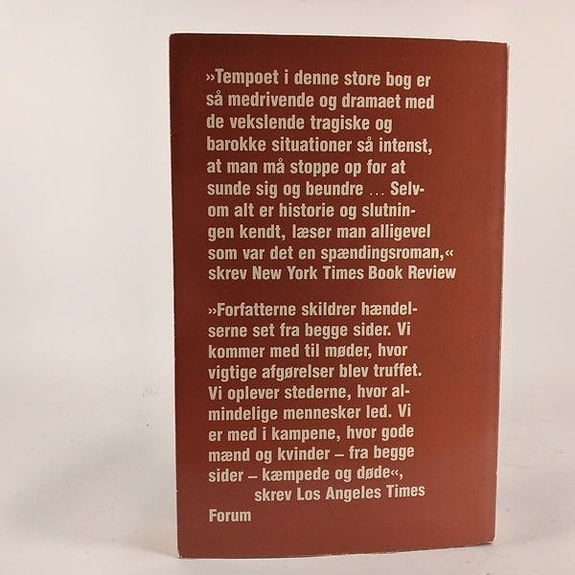 »Tempoet i denne store bog er
så medrivende og dramaet med
de vekslende tragiske og
barokke situationer så intenst,
at man må stoppe op for at
sunde sig og beundre ... Selv-
om alt er historie og slutnin-
gen kendt, læser man alligevel
som var det en spændingsroman,«
skrev New York Times Book Review
»Forfatterne skildrer hændel-
serne set fra begge sider. Vi
kommer med til møder, hvor
vigtige afgørelser blev truffet.
Vi oplever stederne, hvor al-
mindelige mennesker led. Vi
er med i kampene, hvor gode
mænd og kvinder – fra begge
sider – kæmpede og døde«,
skrev Los Angeles Times
Forum